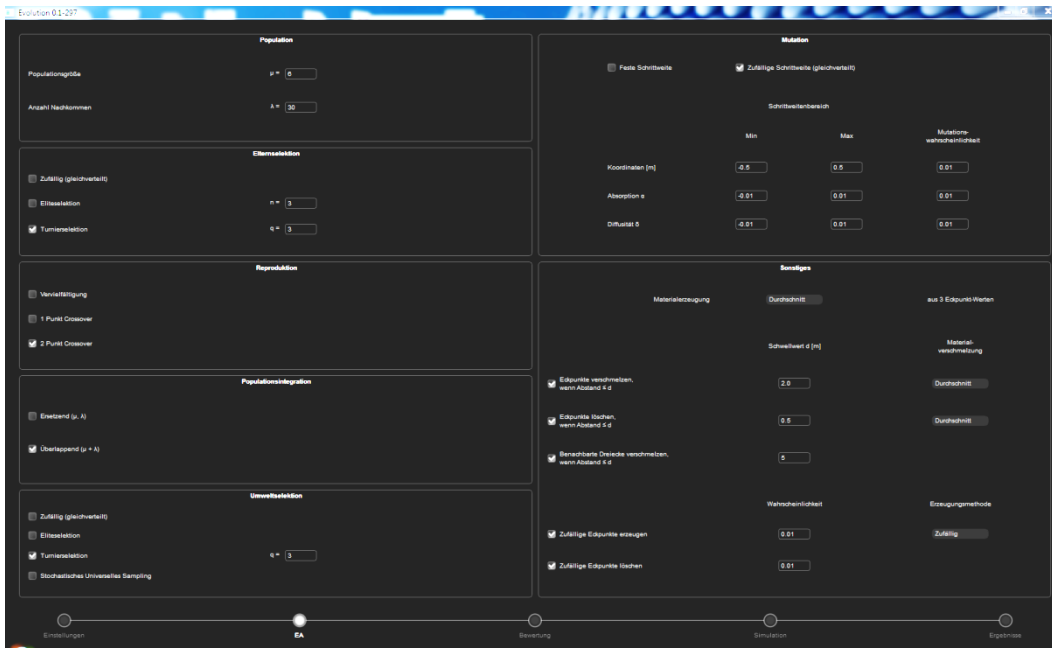 Evolution 0.1-297
Population
Populationsgröße μ = 6
Anzahl Nachkommen λ = 30
Elternselektion
Zufällig (gleichverteilt)
Eliteselektion n = 3
Turnierselektion q = 3
Reproduktion
Vervielfältigung
1 Punkt Crossover
2 Punkt Crossover
Populationsintegration
Ersetzend (μ, λ)
Überlappend (μ + λ)
Umweltselektion
Zufällig (gleichverteilt)
Eliteselektion
Turnierselektion q = 3
Stochastisches Universelles Sampling
Mutation
Feste Schrittweite Zufällige Schrittweite (gleichverteilt)
Schrittweitenbereich
Min Max Mutations-
wahrscheinlichkeit
Koordinaten [m] -0.5 0.5 0.01
Absorption α -0.01 0.01 0.01
Diffusität δ -0.01 0.01 0.01
Sonstiges
Materialerzeugung Durchschnitt aus 3 Eckpunkt-Werten
Schwellwert d [m] Material-
verschmelzung
Eckpunkte verschmelzen,
wenn Abstand ≤ d 2.0 Durchschnitt
Eckpunkte löschen,
wenn Abstand ≤ d 0.5 Durchschnitt
Benachbarte Dreiecke verschmelzen,
wenn Abstand ≤ d 5
Wahrscheinlichkeit Erzeugungsmethode
Zufällige Eckpunkte erzeugen 0.01 Zufällig
Zufällige Eckpunkte löschen 0.01
Einstellungen EA Bewertung Simulation Ergebnisse